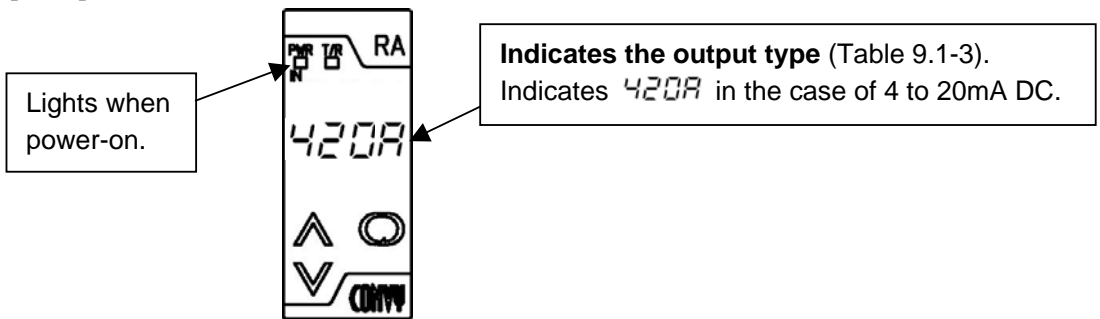 PWR T/R RA
IN
Lights when
power-on.
420A
Indicates the output type (Table 9.1-3).
Indicates 420A in the case of 4 to 20mA DC.